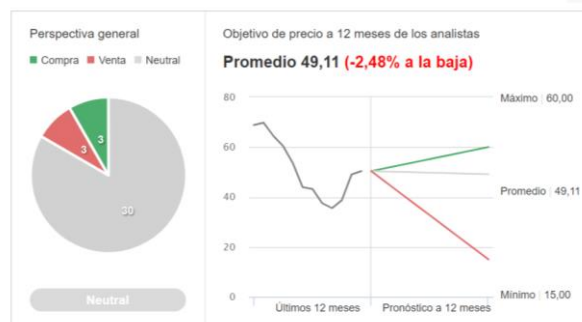 Perspectiva general
Compra Venta Neutral
3
3
30
Neutral
Objetivo de precio a 12 meses de los analistas
Promedio 49,11 (-2,48% a la baja)
80
60
40
20
0
Últimos 12 meses
Pronóstico a 12 meses
Máximo | 60,00
Promedio | 49,11
Mínimo | 15,00